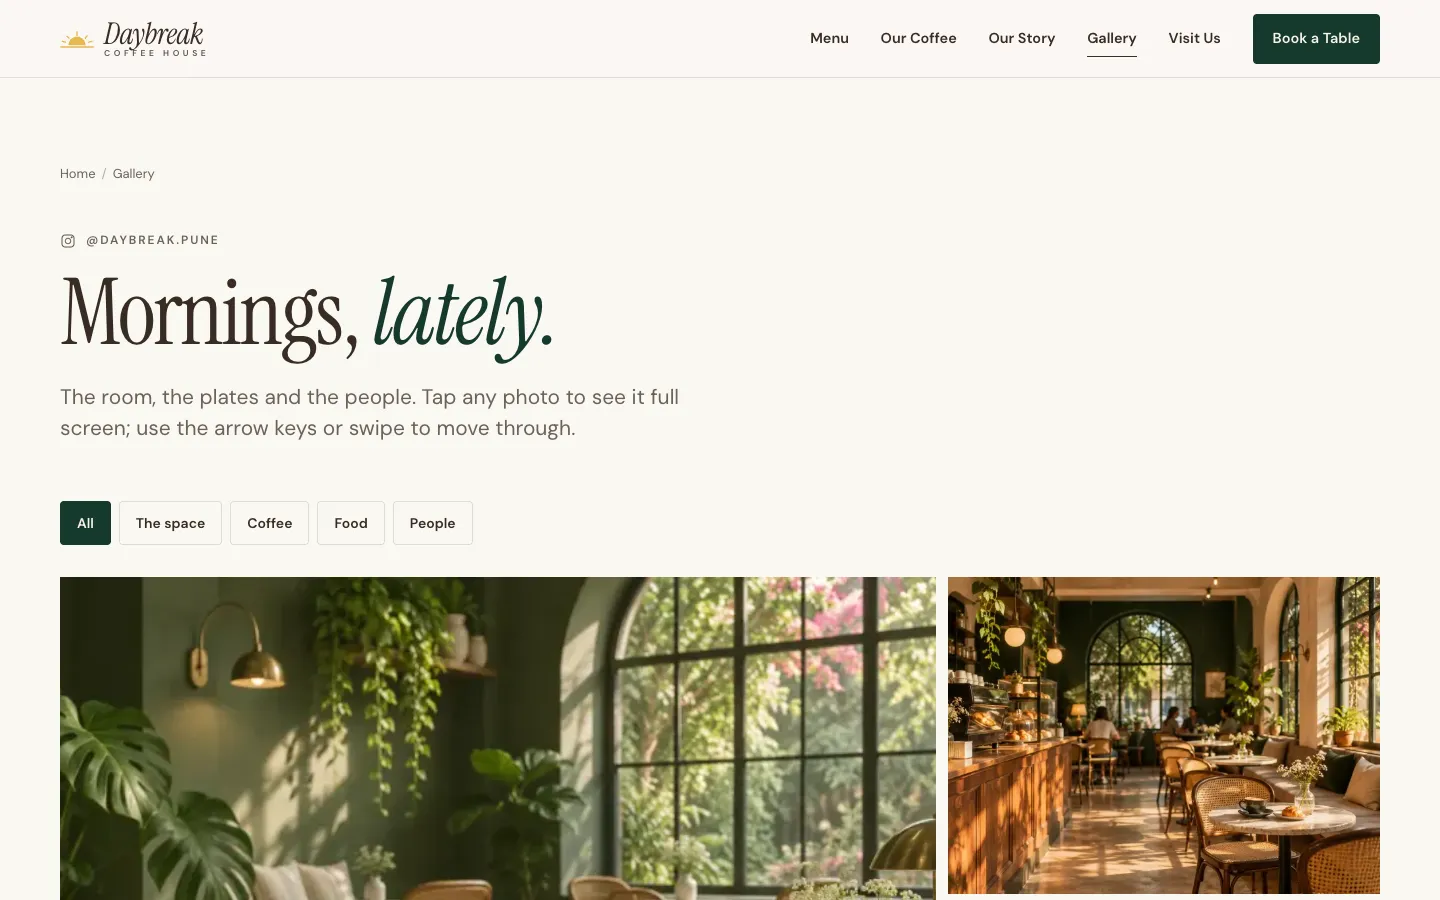 Daybreak
COFFEE HOUSE
Menu
Our Coffee
Our Story
Gallery
Visit Us
Book a Table
Home / Gallery
@DAYBREAK.PUNE
Mornings, lately.
The room, the plates and the people. Tap any photo to see it full
screen; use the arrow keys or swipe to move through.
All
The space
Coffee
Food
People